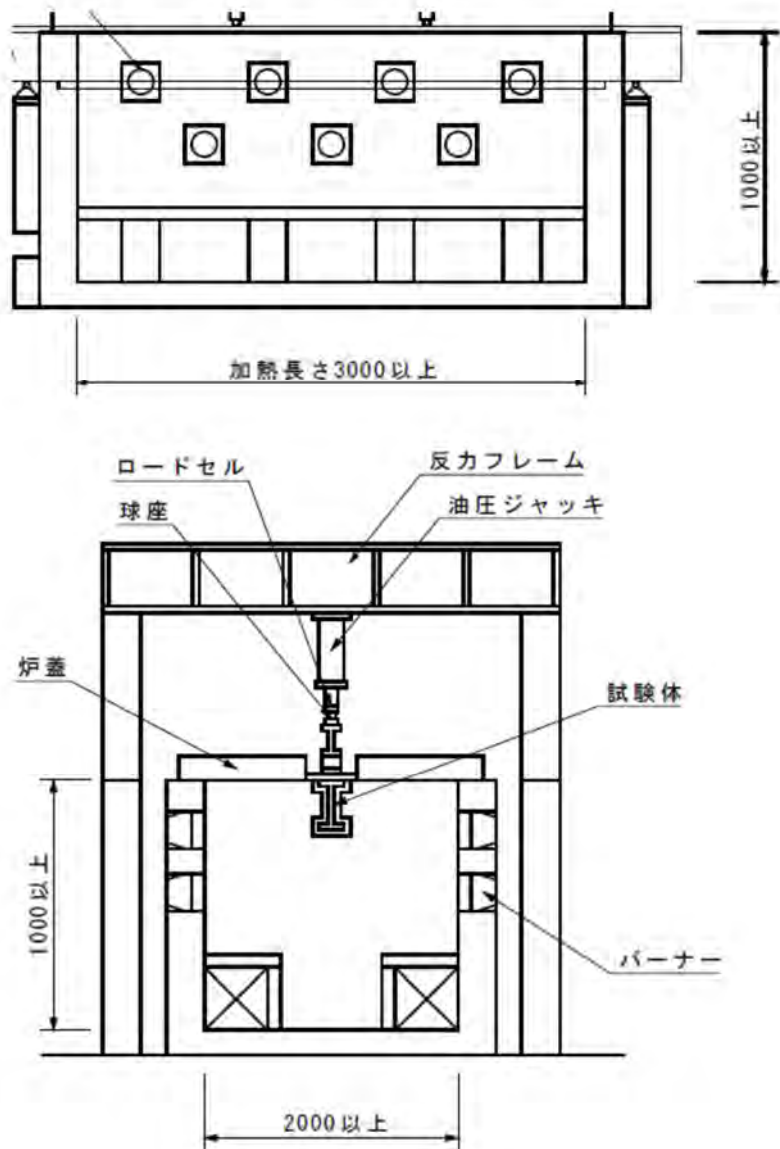 1000以上
加熱長さ3000以上
ロードセル
反力フレーム
球座
油圧ジャッキ
炉蓋
試験体
1000以上
バーナー
2000以上